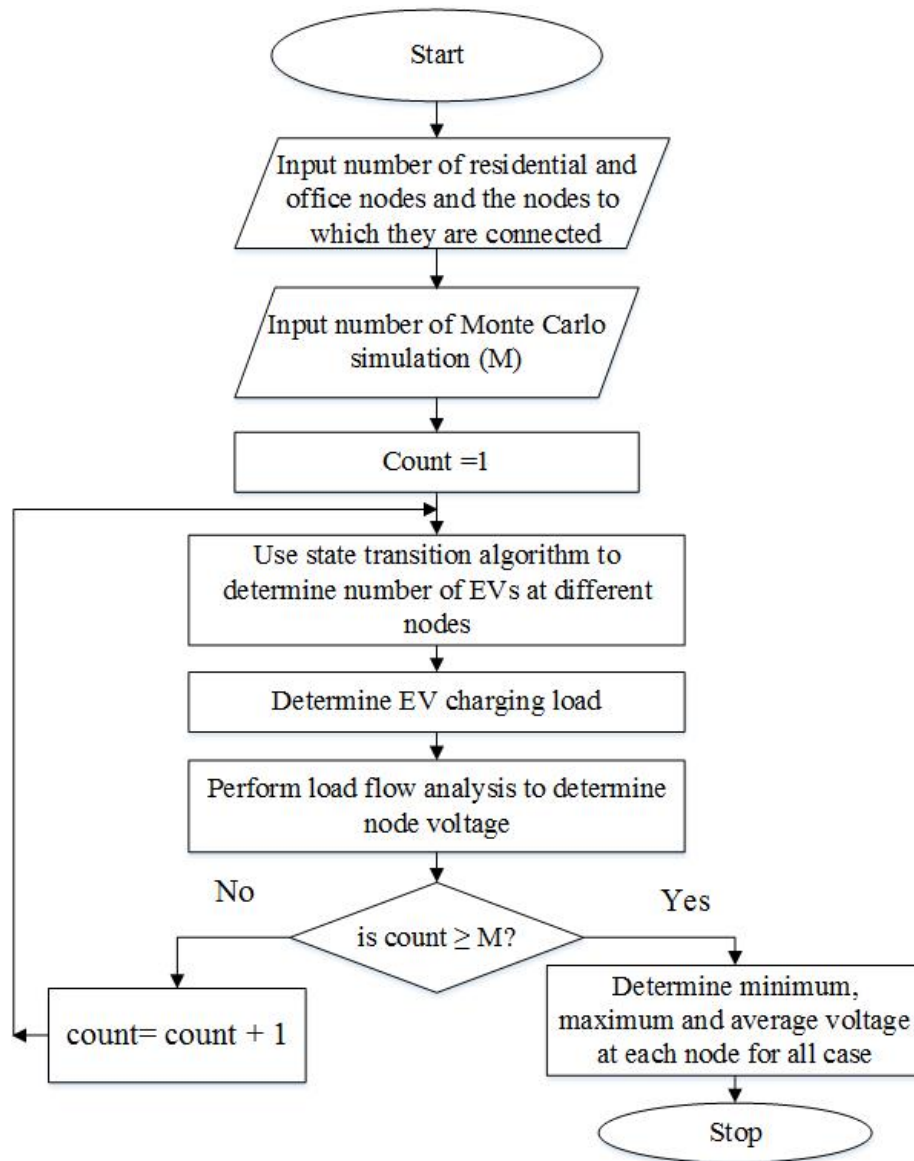 Start
Input number of residential and
office nodes and the nodes to
which they are connected
Input number of Monte Carlo
simulation (M)
Count =1
Use state transition algorithm to
determine number of EVs at different
nodes
Determine EV charging load
Perform load flow analysis to determine
node voltage
No
Yes
is count ≥ M?
count= count + 1
Determine minimum,
maximum and average voltage
at each node for all case
Stop